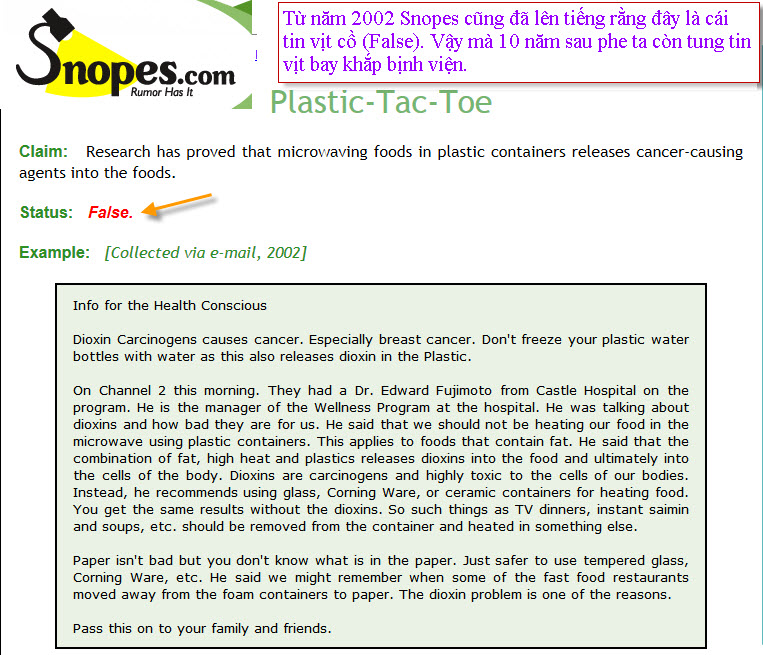 Snopes.com
Rumor Has It
Từ năm 2002 Snopes cũng đã lên tiếng rằng đây là cái
tin vịt cồ (False). Vậy mà 10 năm sau phe ta còn tung tin
vịt bay khắp bịnh viện.
Plastic-Tac-Toe
Claim: Research has proved that microwaving foods in plastic containers releases cancer-causing
agents into the foods.
Status: False.
Example: [Collected via e-mail, 2002]
Info for the Health Conscious
Dioxin Carcinogens causes cancer. Especially breast cancer. Don't freeze your plastic water
bottles with water as this also releases dioxin in the Plastic.
On Channel 2 this morning. They had a Dr. Edward Fujimoto from Castle Hospital on the
program. He is the manager of the Wellness Program at the hospital. He was talking about
dioxins and how bad they are for us. He said that we should not be heating our food in the
microwave using plastic containers. This applies to foods that contain fat. He said that the
combination of fat, high heat and plastics releases dioxins into the food and ultimately into
the cells of the body. Dioxins are carcinogens and highly toxic to the cells of our bodies.
Instead, he recommends using glass, Corning Ware, or ceramic containers for heating food.
You get the same results without the dioxins. So such things as TV dinners, instant saimin
and soups, etc. should be removed from the container and heated in something else.
Paper isn't bad but you don't know what is in the paper. Just safer to use tempered glass,
Corning Ware, etc. He said we might remember when some of the fast food restaurants
moved away from the foam containers to paper. The dioxin problem is one of the reasons.
Pass this on to your family and friends.